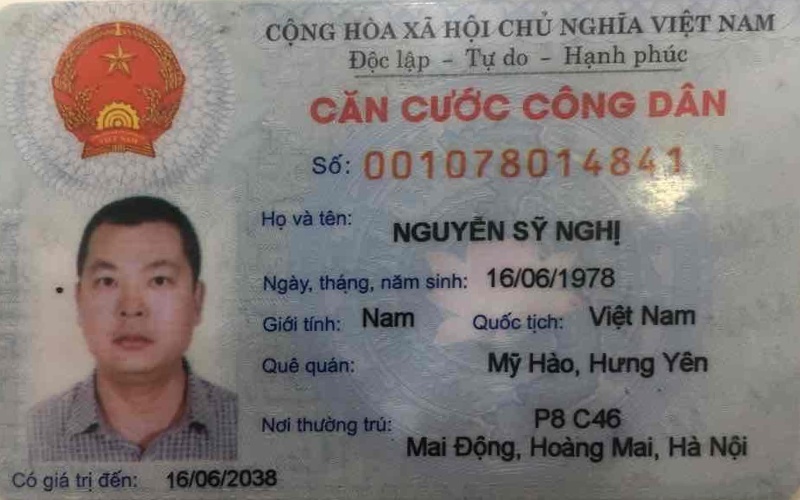 CỘNG HÒA XÃ HỘI CHỦ NGHĨA VIỆT NAM
Độc lập - Tự do - Hạnh phúc
CĂN CƯỚC CÔNG DÂN
Số: 001078014841
Họ và tên: NGUYỄN SỸ NGHỊ
Ngày, tháng, năm sinh: 16/06/1978
Giới tính: Nam Quốc tịch: Việt Nam
Quê quán: Mỹ Hào, Hưng Yên
Nơi thường trú: P8 C46
Mai Động, Hoàng Mai, Hà Nội
Có giá trị đến: 16/06/2038
VIỆT NAM